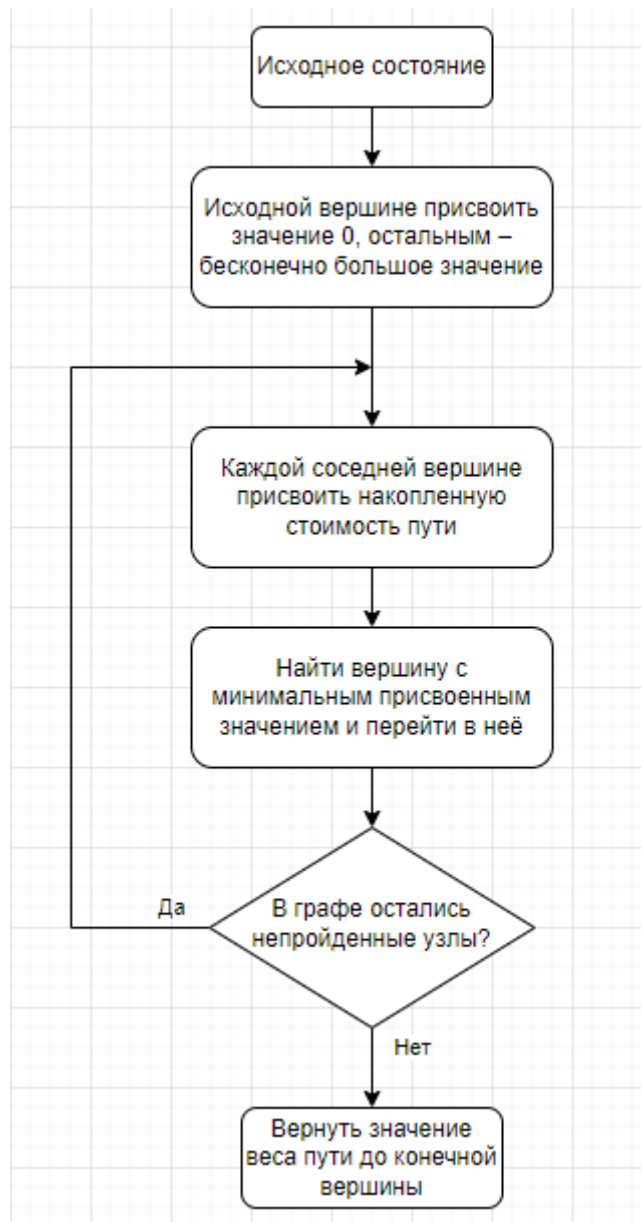 Исходное состояние
Исходной вершине присвоить
значение 0, остальным –
бесконечно большое значение
Каждой соседней вершине
присвоить накопленную
стоимость пути
Найти вершину с
минимальным присвоенным
значением и перейти в неё
В графе остались
непройденные узлы?
Да
Нет
Вернуть значение
веса пути до конечной
вершины